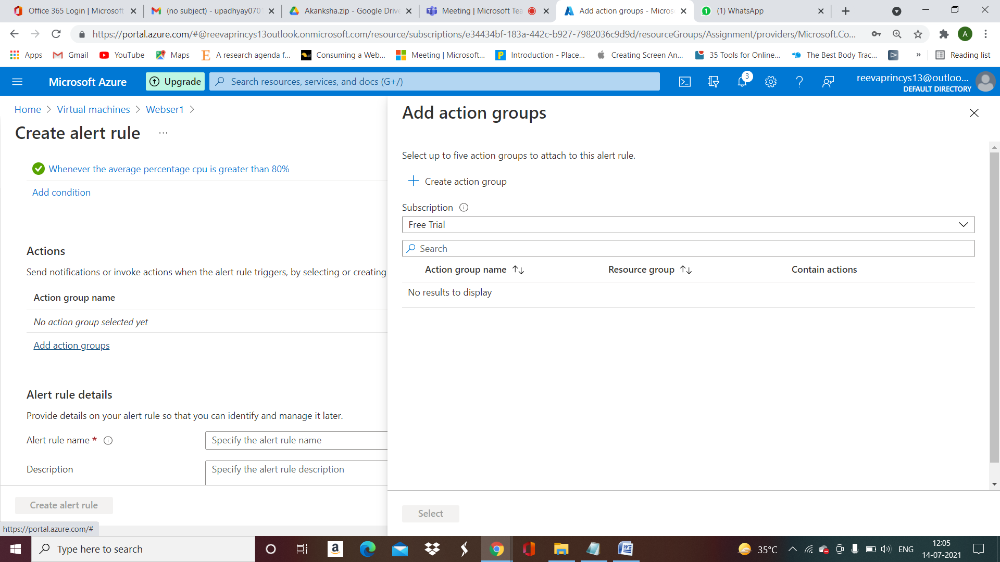 Office 365 Login | Microsoft
(no subject) - upadhyay070
Akanksha.zip - Google Drive
Meeting | Microsoft Tea
Add action groups - Micros
(1) WhatsApp
https://portal.azure.com/#@reevaprincys13outlook.onmicrosoft.com/resource/subscriptions/e34434bf-183a-442c-b927-7982036c9d9d/resourceGroups/Assignment/providers/Microsoft.Co...
A
Apps
Gmail
YouTube
Maps
A research agenda f...
Consuming a Web...
Meeting | Microsoft...
Introduction - Place...
Creating Screen An...
35 Tools for Online...
The Best Body Trac...
»
Reading list
Microsoft Azure
Upgrade
Search resources, services, and docs (G+/)
3
reevaprincys13@outloo...
DEFAULT DIRECTORY
Home > Virtual machines > Webser1 >
Create alert rule ...
Whenever the average percentage cpu is greater than 80%
Add condition
Actions
Send notifications or invoke actions when the alert rule triggers, by selecting or creating
Action group name
No action group selected yet
Add action groups
Alert rule details
Provide details on your alert rule so that you can identify and manage it later.
Alert rule name *
Specify the alert rule name
Description
Specify the alert rule description
Create alert rule
https://portal.azure.com/#
Add action groups
Select up to five action groups to attach to this alert rule.
Create action group
Subscription
Free Trial
Search
Action group name
Resource group
Contain actions
No results to display
Select
Type here to search
35°C
ENG
12:05
14-07-2021